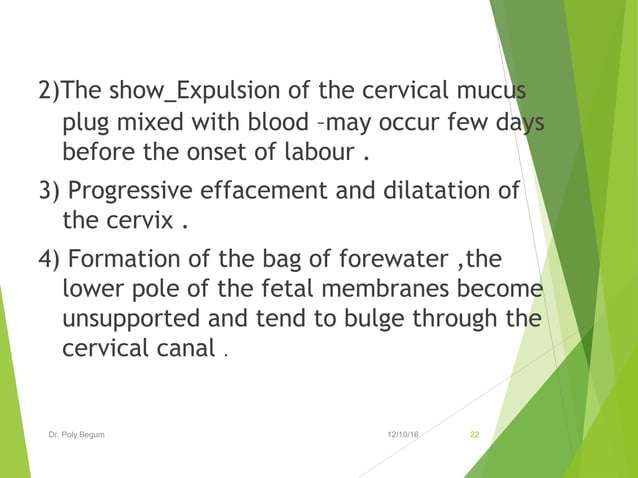 2)The show_Expulsion of the cervical mucus
plug mixed with blood –may occur few days
before the onset of labour .
3) Progressive effacement and dilatation of
the cervix .
4) Formation of the bag of forewater ,the
lower pole of the fetal membranes become
unsupported and tend to bulge through the
cervical canal .
Dr. Poly Begum 12/10/16 22